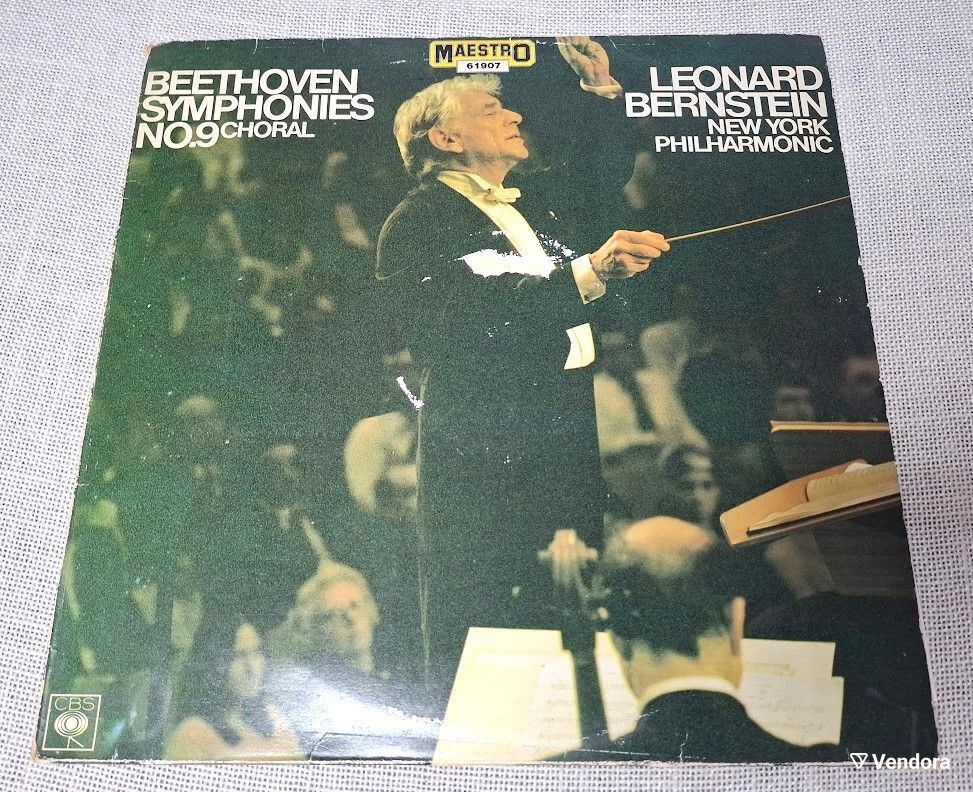 MAESTRO
61907
BEETHOVEN
SYMPHONIES
NO.9 CHORAL
LEONARD
BERNSTEIN
NEW YORK
PHILHARMONIC
CBS
Vendora